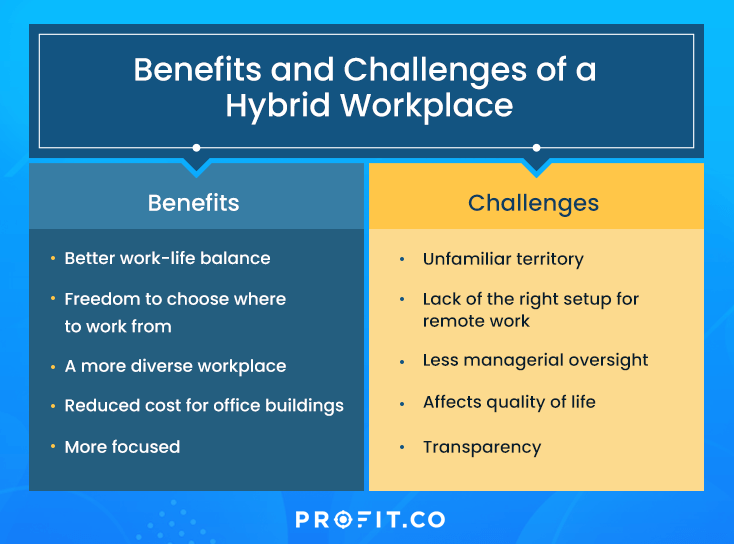 Benefits and Challenges of a
Hybrid Workplace
Benefits
• Better work-life balance
• Freedom to choose where
to work from
• A more diverse workplace
• Reduced cost for office buildings
• More focused
Challenges
• Unfamiliar territory
• Lack of the right setup for
remote work
• Less managerial oversight
• Affects quality of life
• Transparency
PROFIT.CO